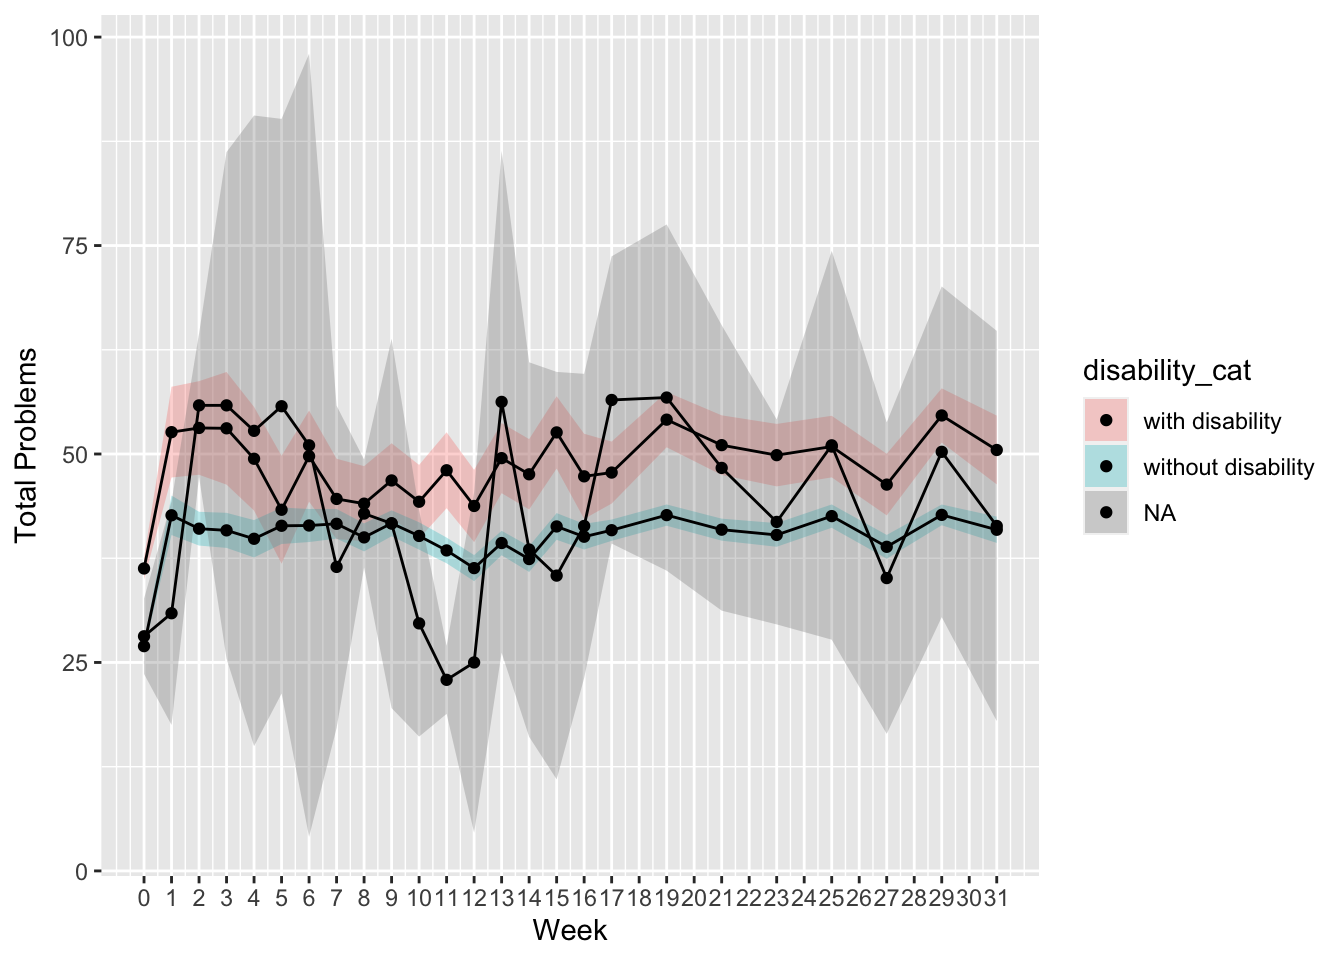 Total Problems
100
75
50
25
0
0 1 2 3 4 5 6 7 8 9 10 11 12 13 14 15 16 17 18 19 20 21 22 23 24 25 26 27 28 29 30 31
Week
disability_cat
with disability
without disability
NA